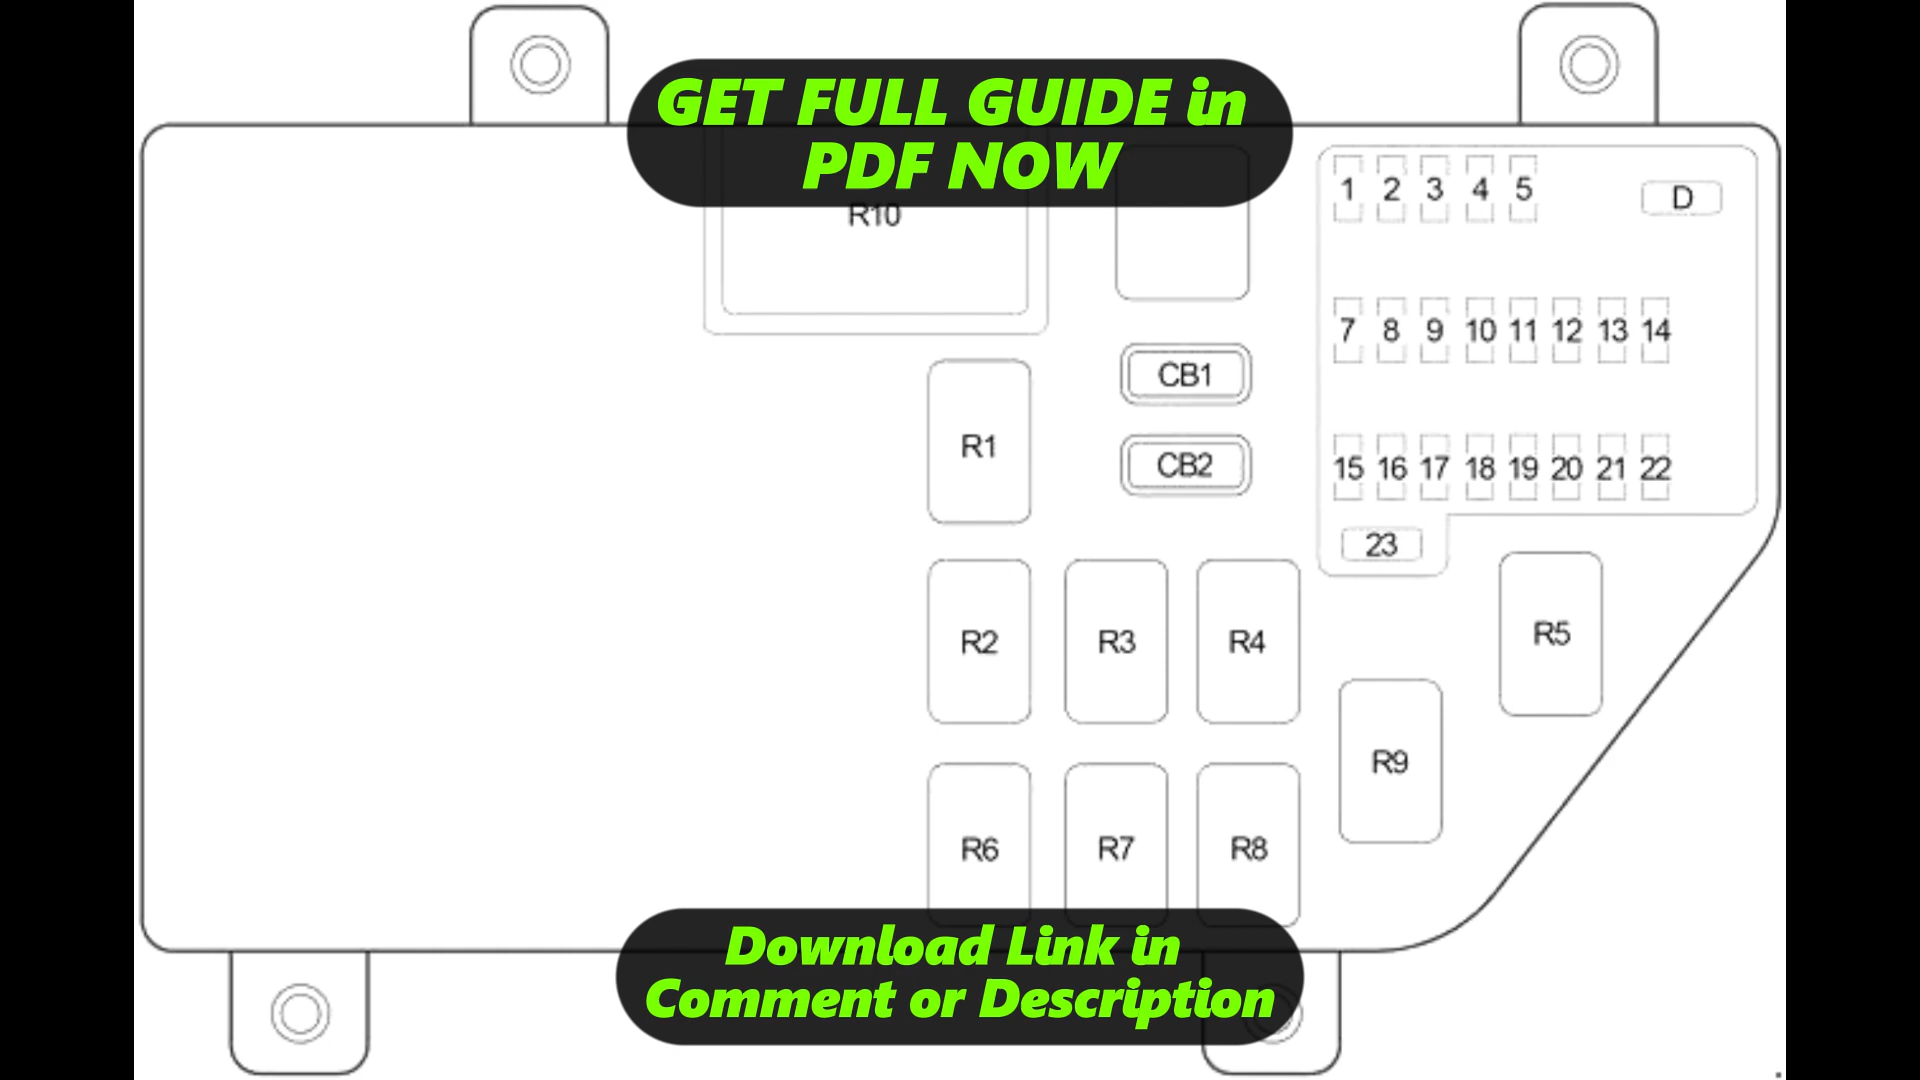 GET FULL GUIDE in
PDF NOW
R10
1 2 3 4 5 D
7 8 9 10 11 12 13 14
CB1
R1
CB2
15 16 17 18 19 20 21 22
23
R2 R3 R4 R5
R9
R6 R7 R8
Download Link in
Comment or Description